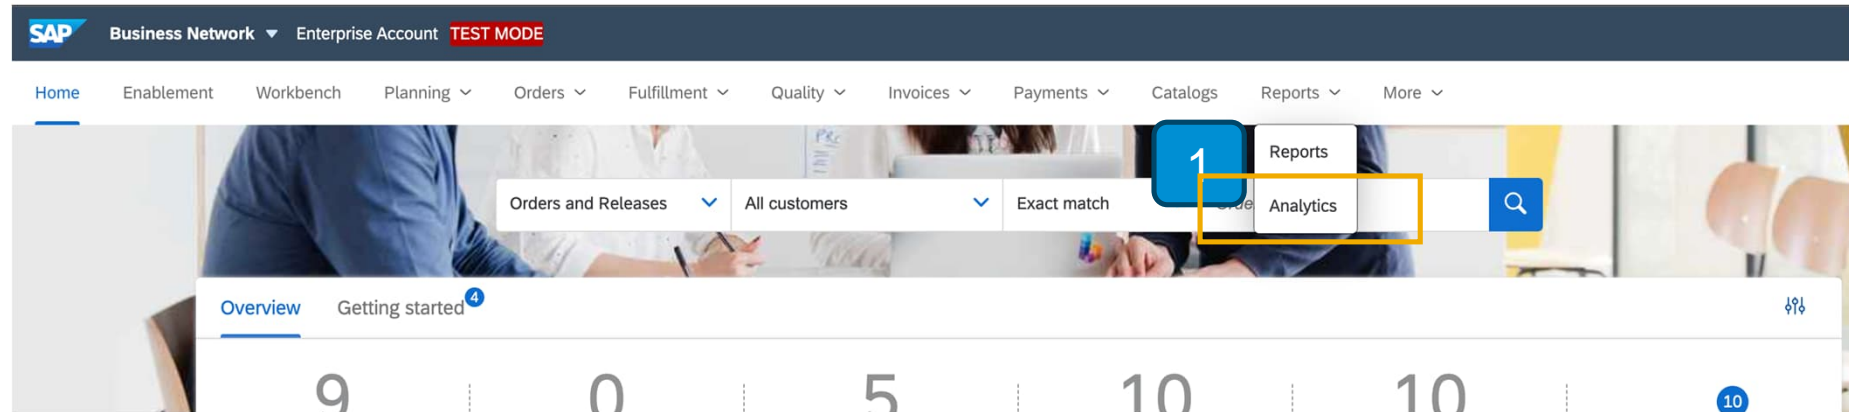 SAP Business Network Enterprise Account TEST MODE
Home Enablement Workbench Planning Orders Fulfillment Quality Invoices Payments Catalogs Reports More
1 Reports
Orders and Releases All customers Exact match Analytics
Overview Getting started 4
9 0 5 10 10 10